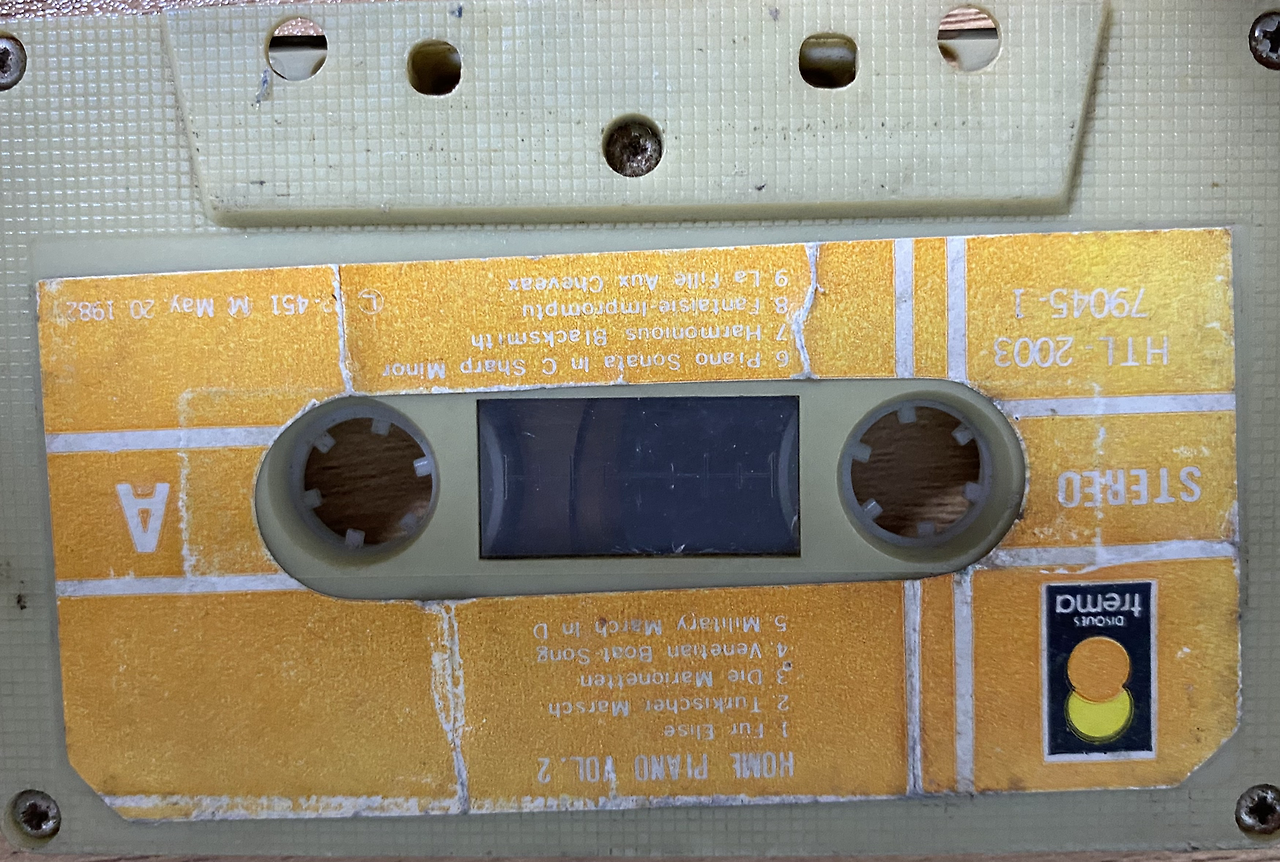 DISQUES
trema
HOME PIANO VOL. 2
1 Fur Elise
2 Turkischer Marsch
3 Die Marionetten
4. Venetian Boat Song
5. Military March In D
A
STEREO
HTL-2003
79045-1
6 Piano Sonata In C Sharp Minor
7 Harmonious Blacksmith
8 Fantaisie-Impromptu
9 La Fille Aux Cheveax
Ⓛ
451 M May. 20. 1982